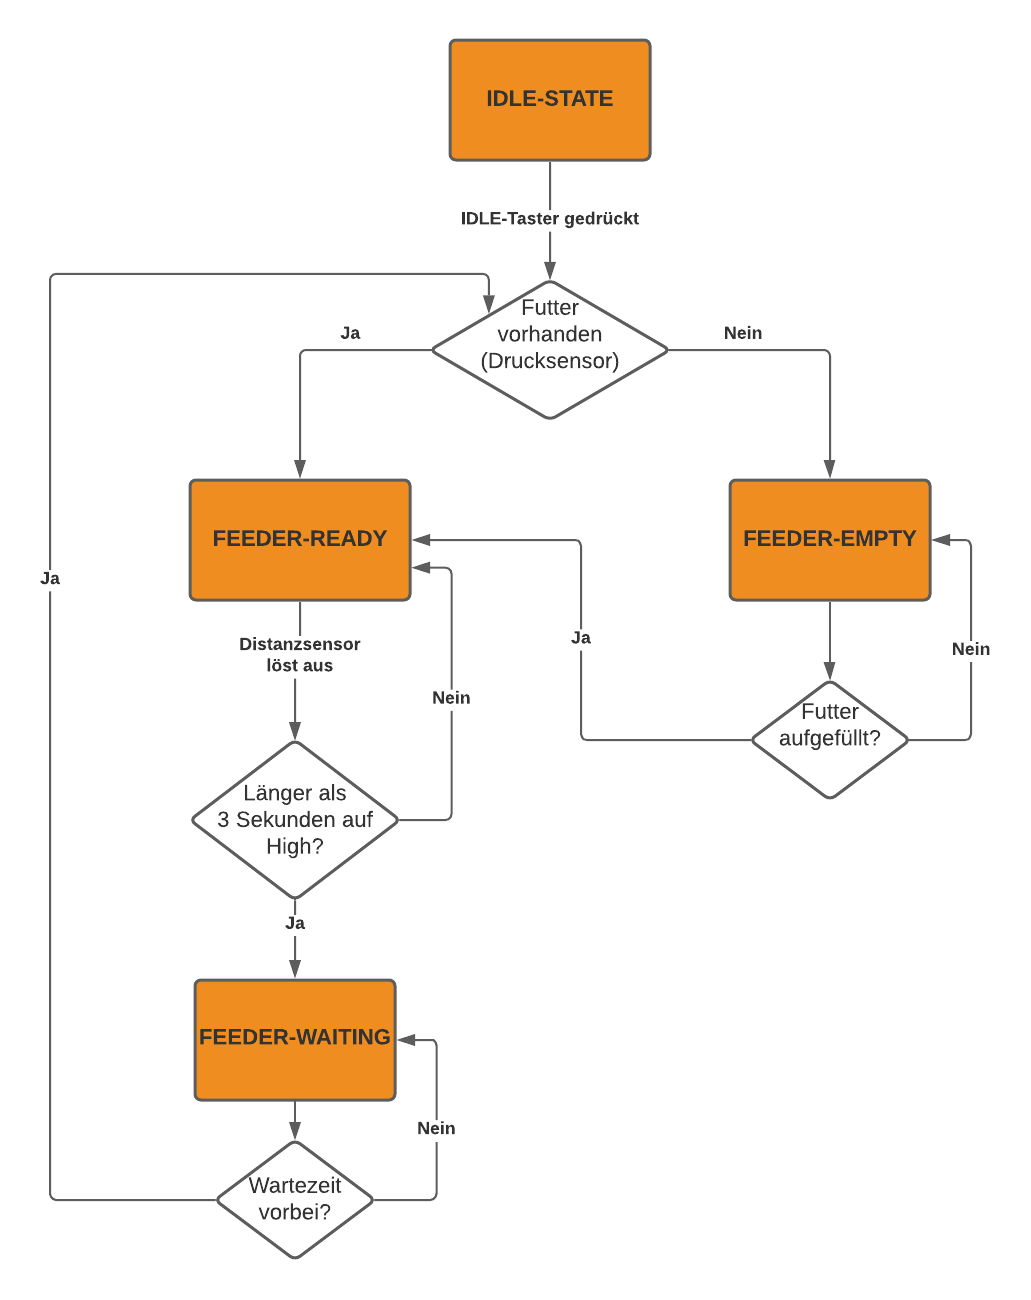 IDLE-STATE
IDLE-Taster gedrückt
Futter
vorhanden
(Drucksensor)
Ja
Nein
FEEDER-READY
FEEDER-EMPTY
Ja
Distanzsensor
löst aus
Ja
Nein
Nein
Futter
aufgefüllt?
Länger als
3 Sekunden auf
High?
Ja
FEEDER-WAITING
Nein
Wartezeit
vorbei?